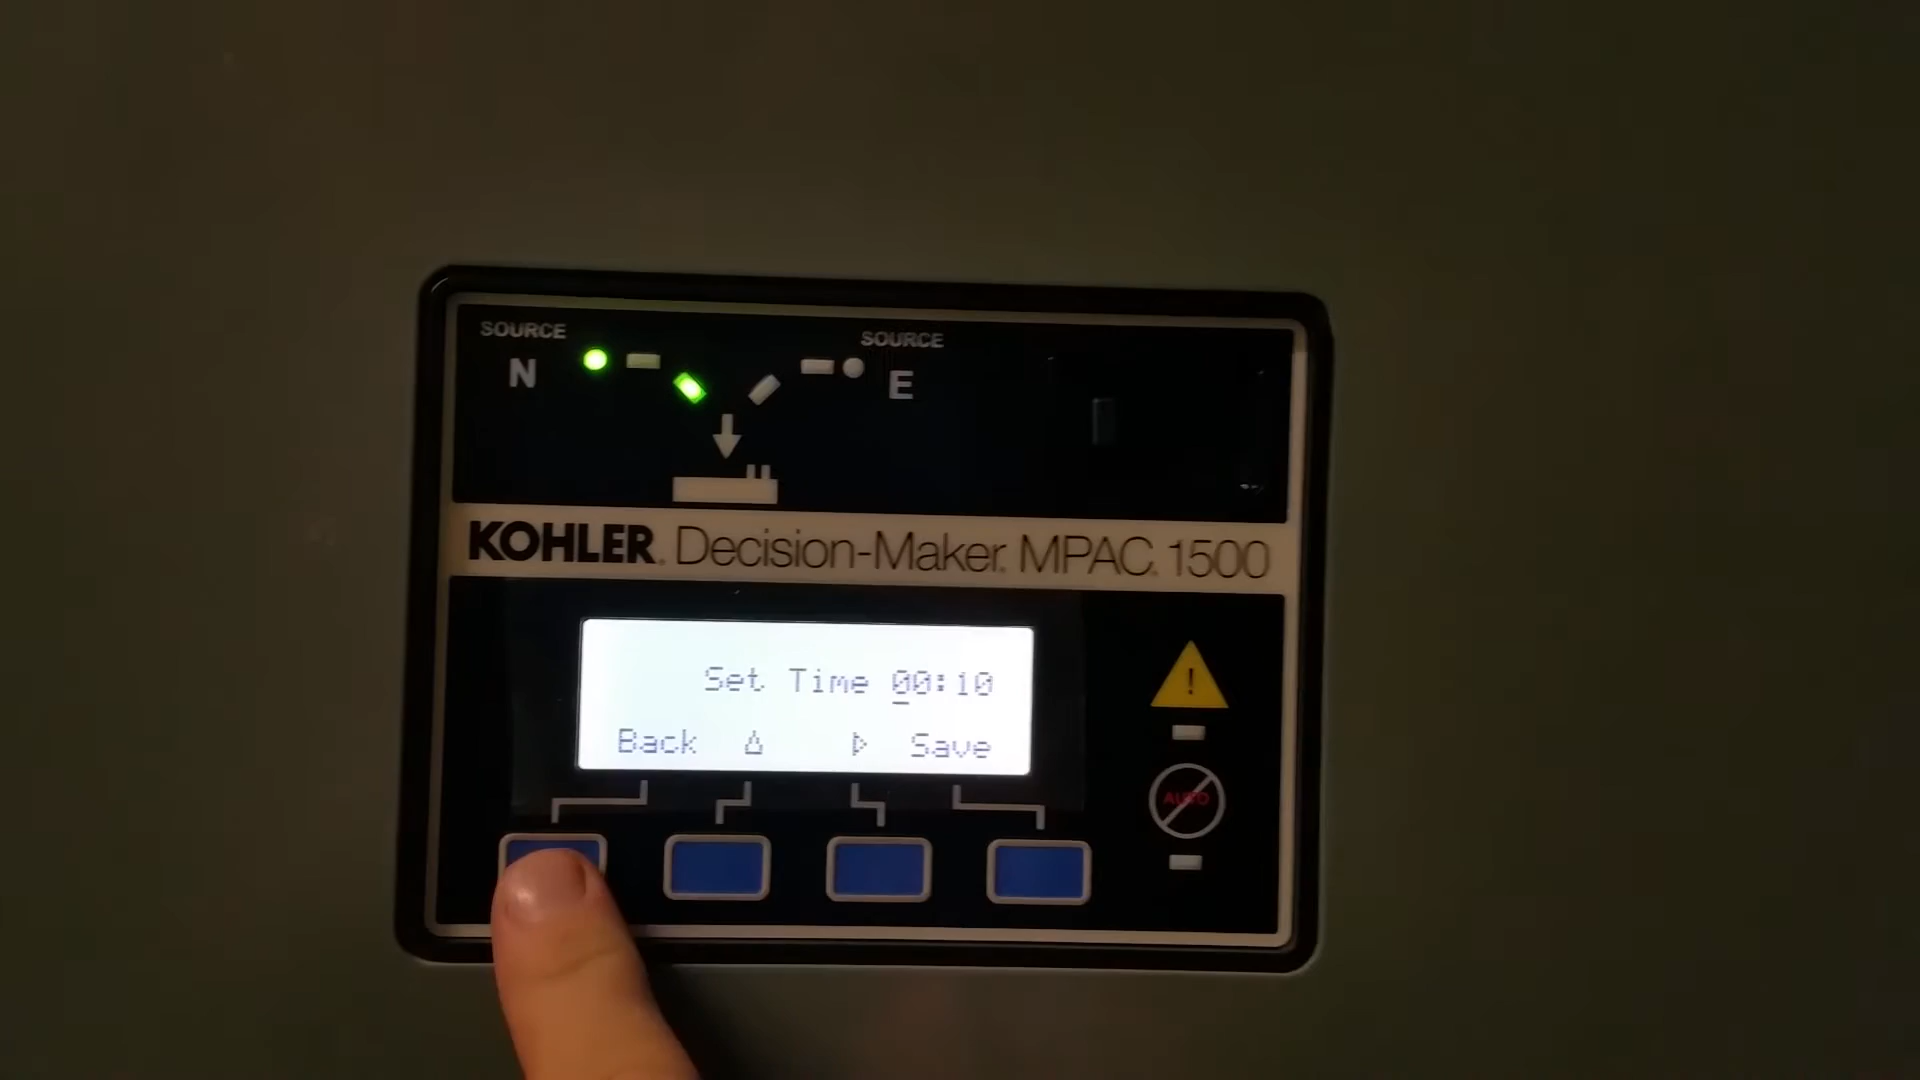 SOURCE
N
SOURCE
E
KOHLER. Decision-Maker. MPAC. 1500
Set Time 00:10
Back △ ▷ Save
!
AUTO